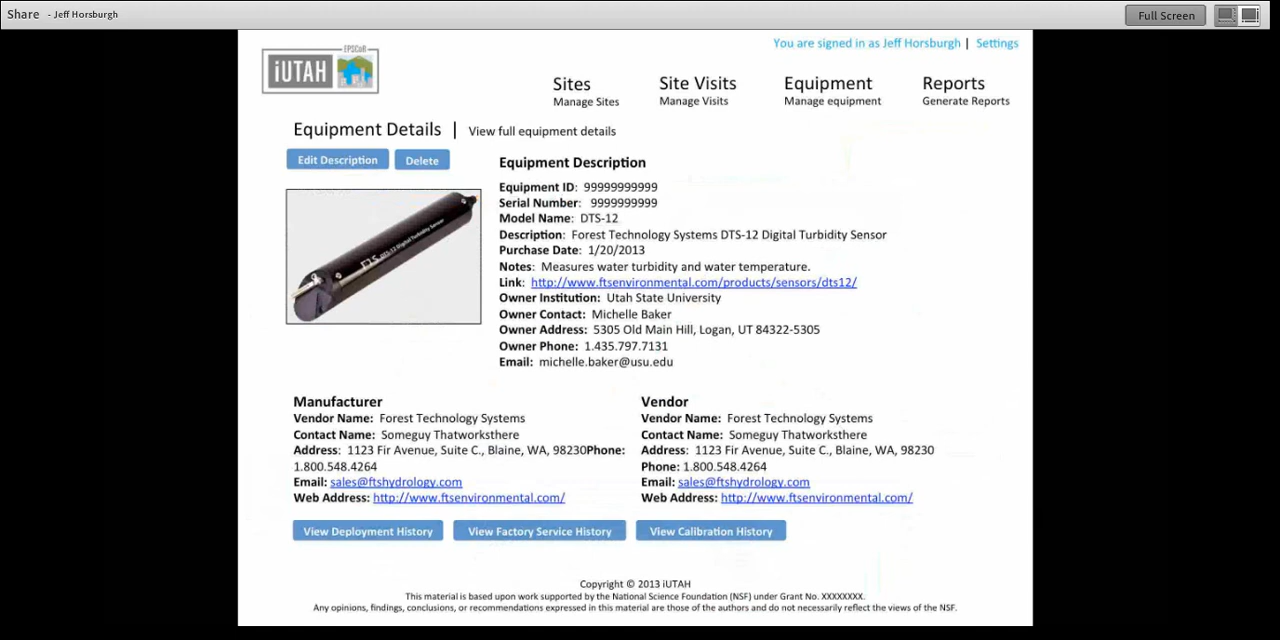 Share - Jeff Horsburgh
Full Screen
You are signed in as Jeff Horsburgh | Settings
EPSCoR
iUTAH
Sites
Manage Sites
Site Visits
Manage Visits
Equipment
Manage equipment
Reports
Generate Reports
Equipment Details | View full equipment details
Edit Description
Delete
DTS-12 Digital Turbidity Sensor
Equipment Description
Equipment ID: 99999999999
Serial Number: 9999999999
Model Name: DTS-12
Description: Forest Technology Systems DTS-12 Digital Turbidity Sensor
Purchase Date: 1/20/2013
Notes: Measures water turbidity and water temperature.
Link: http://www.ftsenvironmental.com/products/sensors/dts12/
Owner Institution: Utah State University
Owner Contact: Michelle Baker
Owner Address: 5305 Old Main Hill, Logan, UT 84322-5305
Owner Phone: 1.435.797.7131
Email: michelle.baker@usu.edu
Manufacturer
Vendor Name: Forest Technology Systems
Contact Name: Someguy Thatworksthere
Address: 1123 Fir Avenue, Suite C., Blaine, WA, 98230Phone:
1.800.548.4264
Email: sales@ftshydrology.com
Web Address: http://www.ftsenvironmental.com/
Vendor
Vendor Name: Forest Technology Systems
Contact Name: Someguy Thatworksthere
Address: 1123 Fir Avenue, Suite C., Blaine, WA, 98230
Phone: 1.800.548.4264
Email: sales@ftshydrology.com
Web Address: http://www.ftsenvironmental.com/
View Deployment History
View Factory Service History
View Calibration History
Copyright © 2013 iUTAH
This material is based upon work supported by the National Science Foundation (NSF) under Grant No. XXXXXXXX.
Any opinions, findings, conclusions, or recommendations expressed in this material are those of the authors and do not necessarily reflect the views of the NSF.